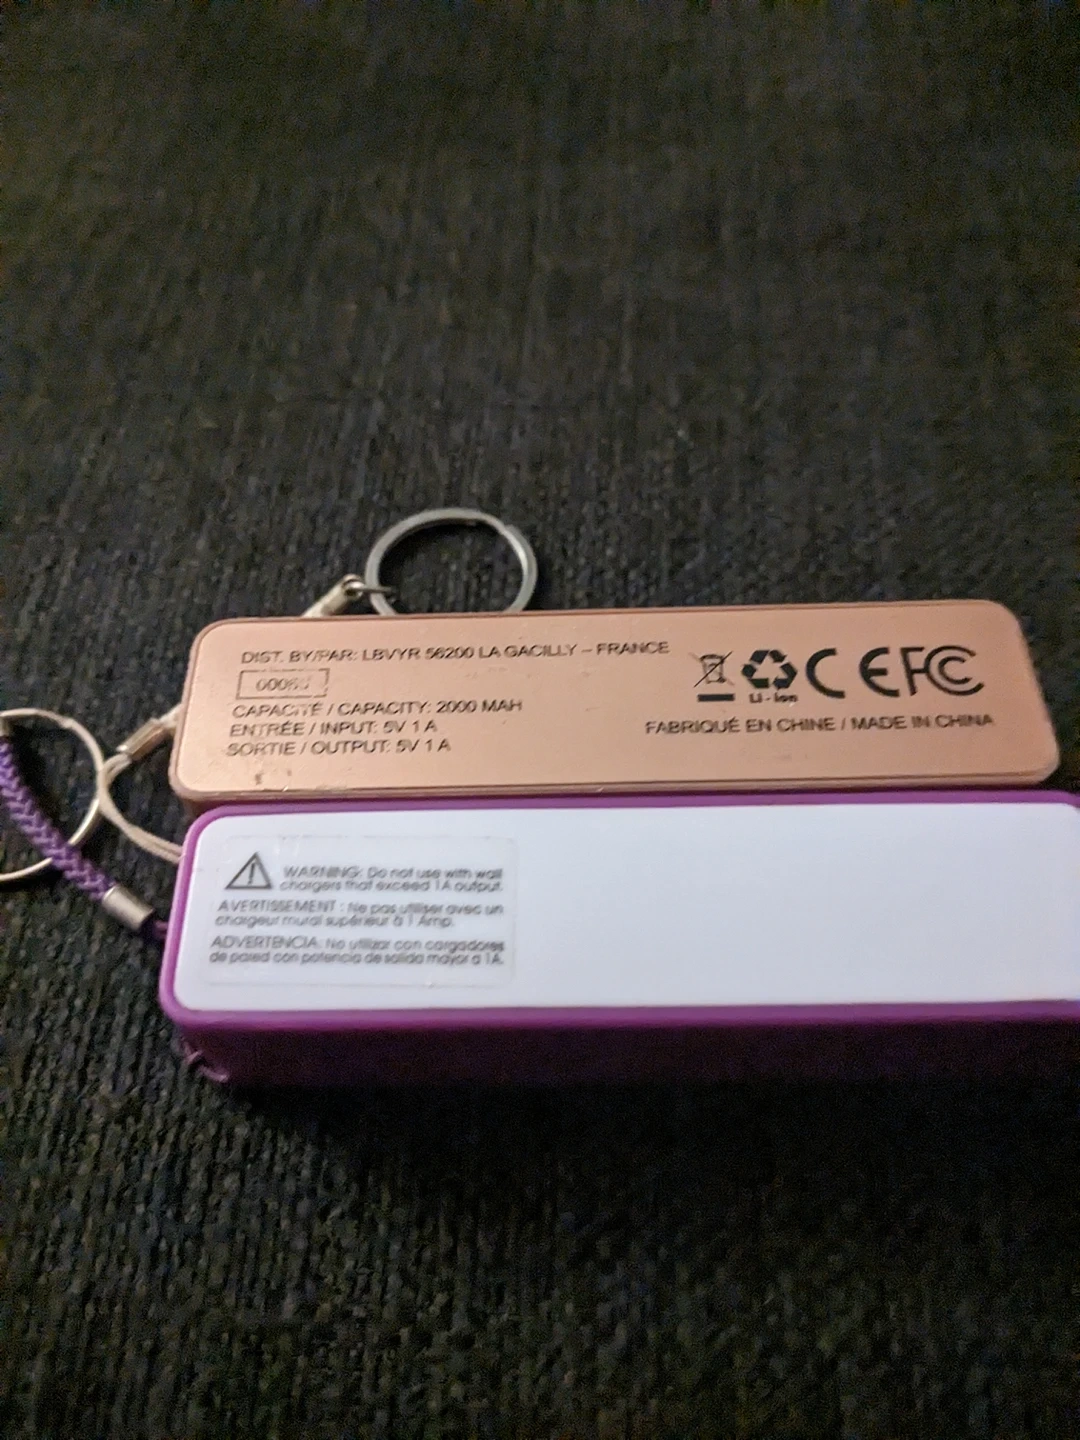 DIST. BY/PAR: LBVYR 56200 LA GACILLY – FRANCE
CAPACITÉ / CAPACITY: 2000 MAH
ENTRÉE / INPUT: 5V 1 A
SORTIE / OUTPUT: 5V 1 A
Li - ion
CE FC
FABRIQUÉ EN CHINE / MADE IN CHINA
WARNING: Do not use with wall
chargers that exceed 1A output.
AVERTISSEMENT : Ne pas utiliser avec un
chargeur mural supérieur à 1 Amp.
ADVERTENCIA: No utilizar con cargadores
de pared con potencia de salida mayor a 1A.